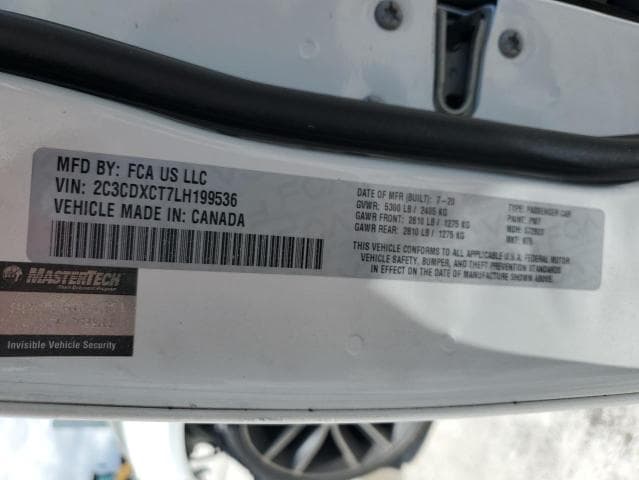 MFD BY: FCA US LLC
VIN: 2C3CDXCT7LH199536
VEHICLE MADE IN: CANADA
DATE OF MFR (BUILT): 7-20
GVWR: 5300 LB / 2405 KG
GAWR FRONT: 2810 LB / 1275 KG
GAWR REAR: 2810 LB / 1275 KG
TYPE: PASSENGER CAR
PAINT: PW7
MDH:
THIS VEHICLE CONFORMS TO ALL APPLICABLE U.S.A. FEDERAL MOTOR
VEHICLE SAFETY, BUMPER, AND THEFT PREVENTION STANDARDS
IN EFFECT ON THE DATE OF MANUFACTURE SHOWN ABOVE.
MASTERTECH
Invisible Vehicle Security